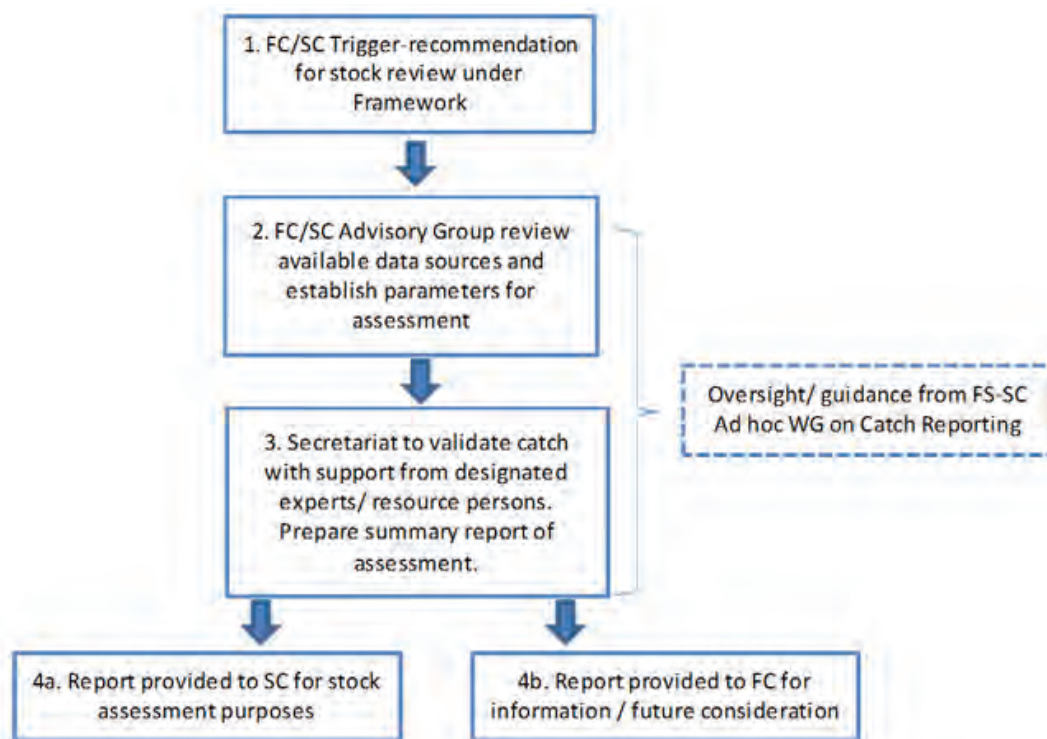 1. FC/SC Trigger-recommendation
for stock review under
Framework
2. FC/SC Advisory Group review
available data sources and
establish parameters for
assessment
Oversight/ guidance from FS-SC
Ad hoc WG on Catch Reporting
3. Secretariat to validate catch
with support from designated
experts/ resource persons.
Prepare summary report of
assessment.
4a. Report provided to SC for stock
assessment purposes
4b. Report provided to FC for
information / future consideration